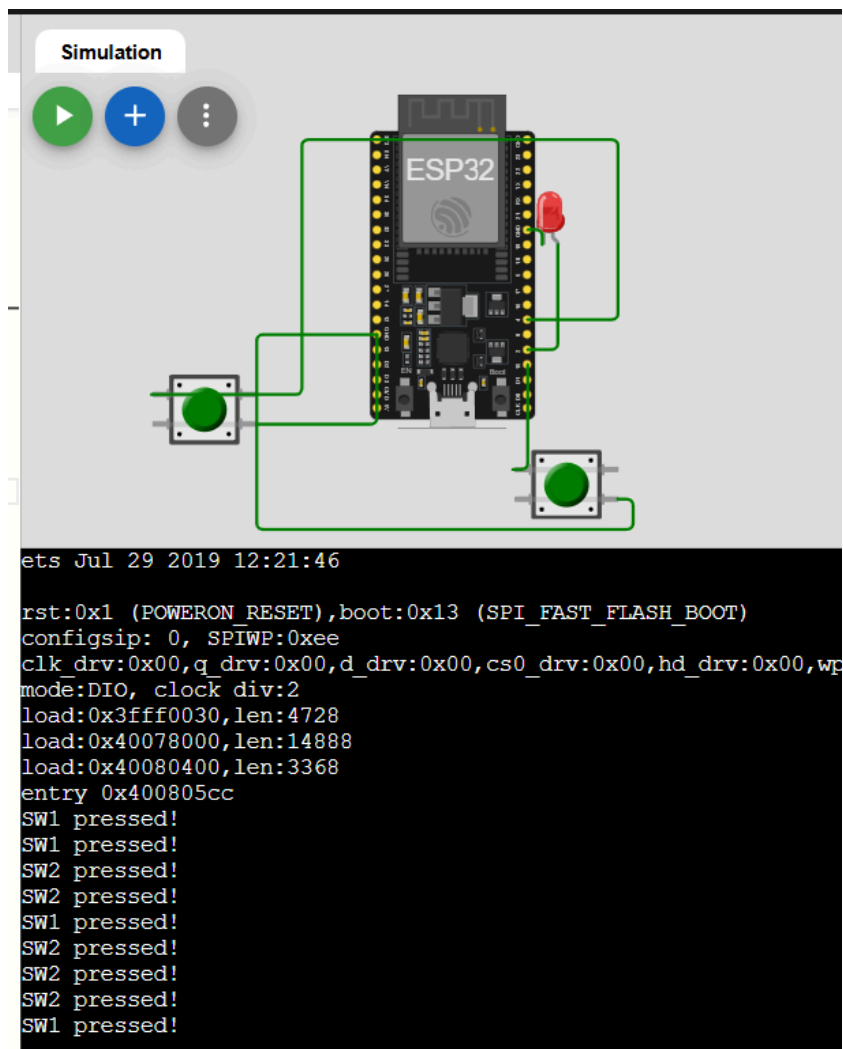 Simulation
ESP32
GND
GND
GND
EN
Boot
ets Jul 29 2019 12:21:46
rst:0x1 (POWERON_RESET),boot:0x13 (SPI_FAST_FLASH_BOOT)
configsip: 0, SPIWP:0xee
clk_drv:0x00,q_drv:0x00,d_drv:0x00,cs0_drv:0x00,hd_drv:0x00,wp
mode:DIO, clock div:2
load:0x3fff0030,len:4728
load:0x40078000,len:14888
load:0x40080400,len:3368
entry 0x400805cc
SW1 pressed!
SW1 pressed!
SW2 pressed!
SW2 pressed!
SW1 pressed!
SW2 pressed!
SW2 pressed!
SW2 pressed!
SW1 pressed!